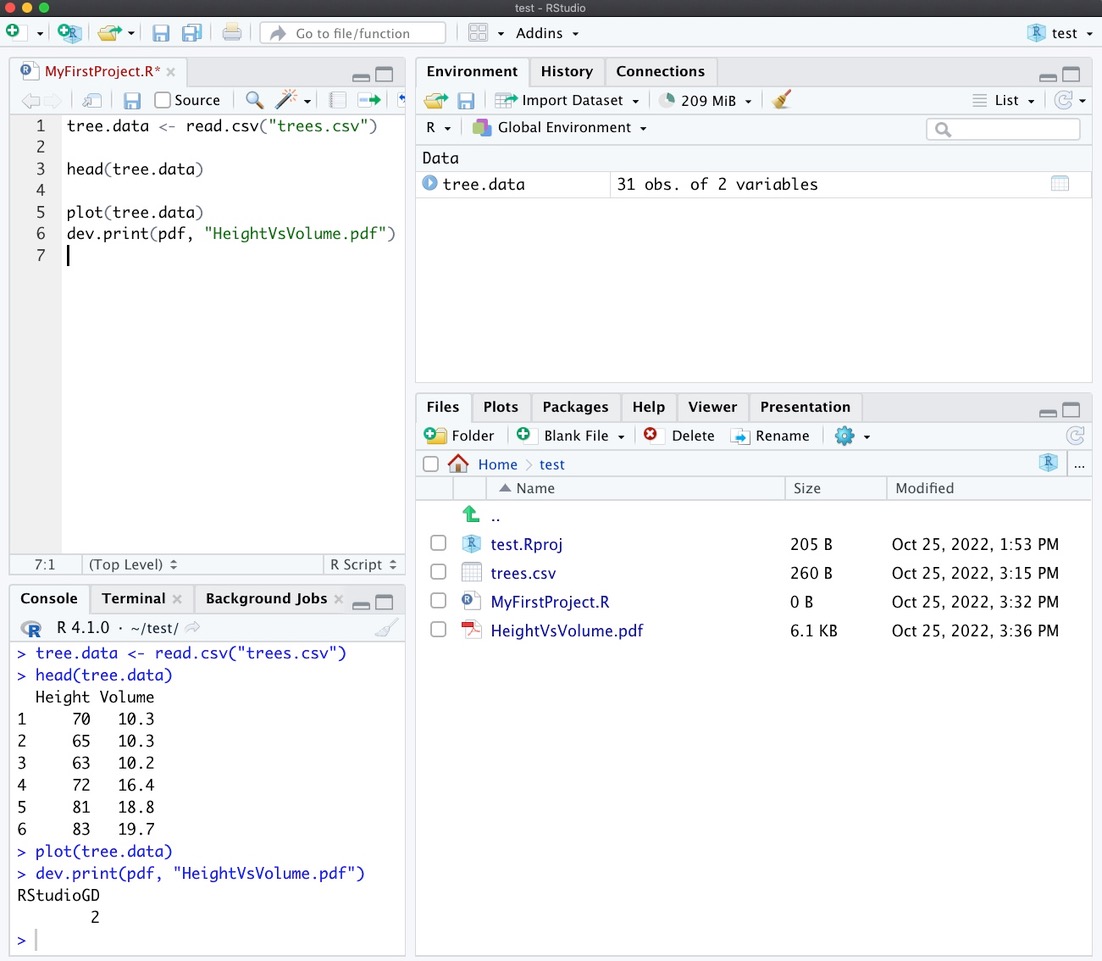 test - RStudio
Go to file/function
Addins
test
MyFirstProject.R*
Source
1 tree.data <- read.csv("trees.csv")
2
3 head(tree.data)
4
5 plot(tree.data)
6 dev.print(pdf, "HeightVsVolume.pdf")
7
7:1 (Top Level) R Script
Console Terminal Background Jobs
R 4.1.0 · ~/test/
> tree.data <- read.csv("trees.csv")
> head(tree.data)
  Height Volume
1     70   10.3
2     65   10.3
3     63   10.2
4     72   16.4
5     81   18.8
6     83   19.7
> plot(tree.data)
> dev.print(pdf, "HeightVsVolume.pdf")
RStudioGD
        2
>
Environment History Connections
Import Dataset 209 MiB List
R Global Environment
Data
tree.data 31 obs. of 2 variables
Files Plots Packages Help Viewer Presentation
Folder Blank File Delete Rename
Home test R ...
Name Size Modified
..
test.Rproj 205 B Oct 25, 2022, 1:53 PM
trees.csv 260 B Oct 25, 2022, 3:15 PM
MyFirstProject.R 0 B Oct 25, 2022, 3:32 PM
HeightVsVolume.pdf 6.1 KB Oct 25, 2022, 3:36 PM